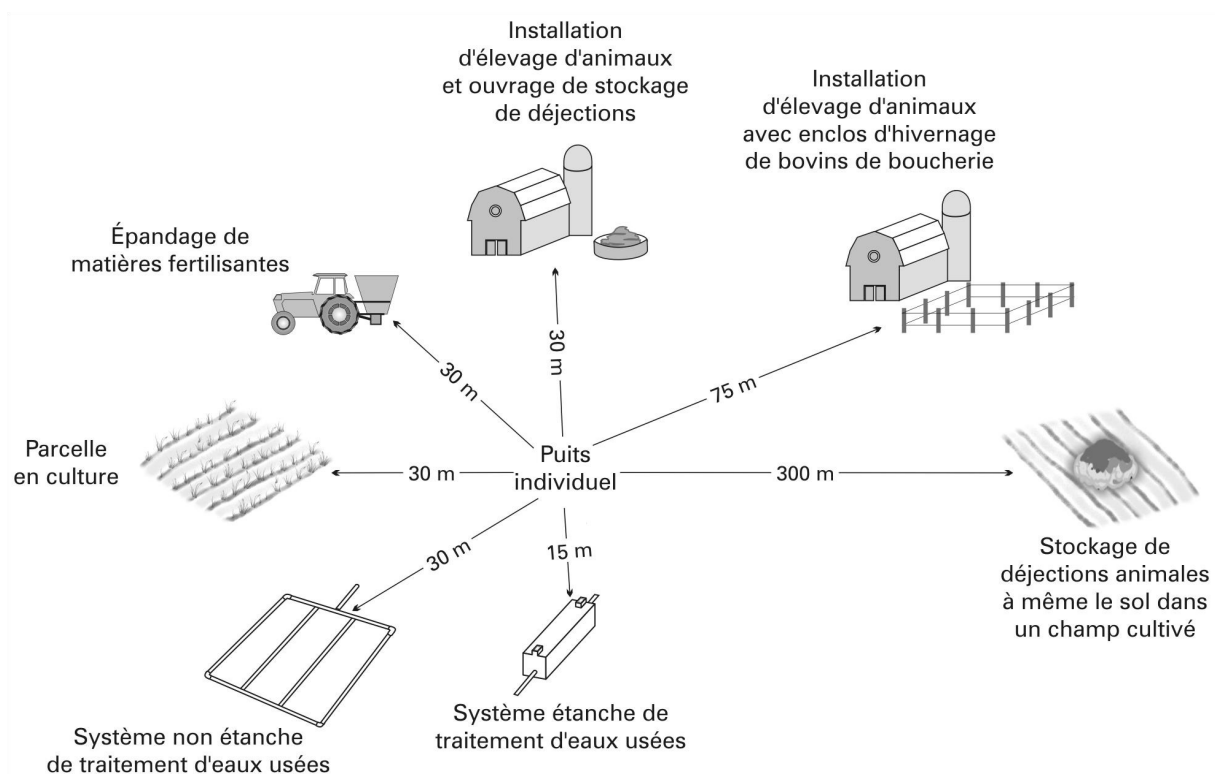 Installation
d'élevage d'animaux
et ouvrage de stockage
de déjections
Installation
d'élevage d'animaux
avec enclos d'hivernage
de bovins de boucherie
Épandage de
matières fertilisantes
30 m
30 m
75 m
Parcelle
en culture
30 m
Puits
individuel
300 m
30 m
15 m
Stockage de
déjections animales
à même le sol dans
un champ cultivé
Système étanche de
traitement d'eaux usées
Système non étanche
de traitement d'eaux usées